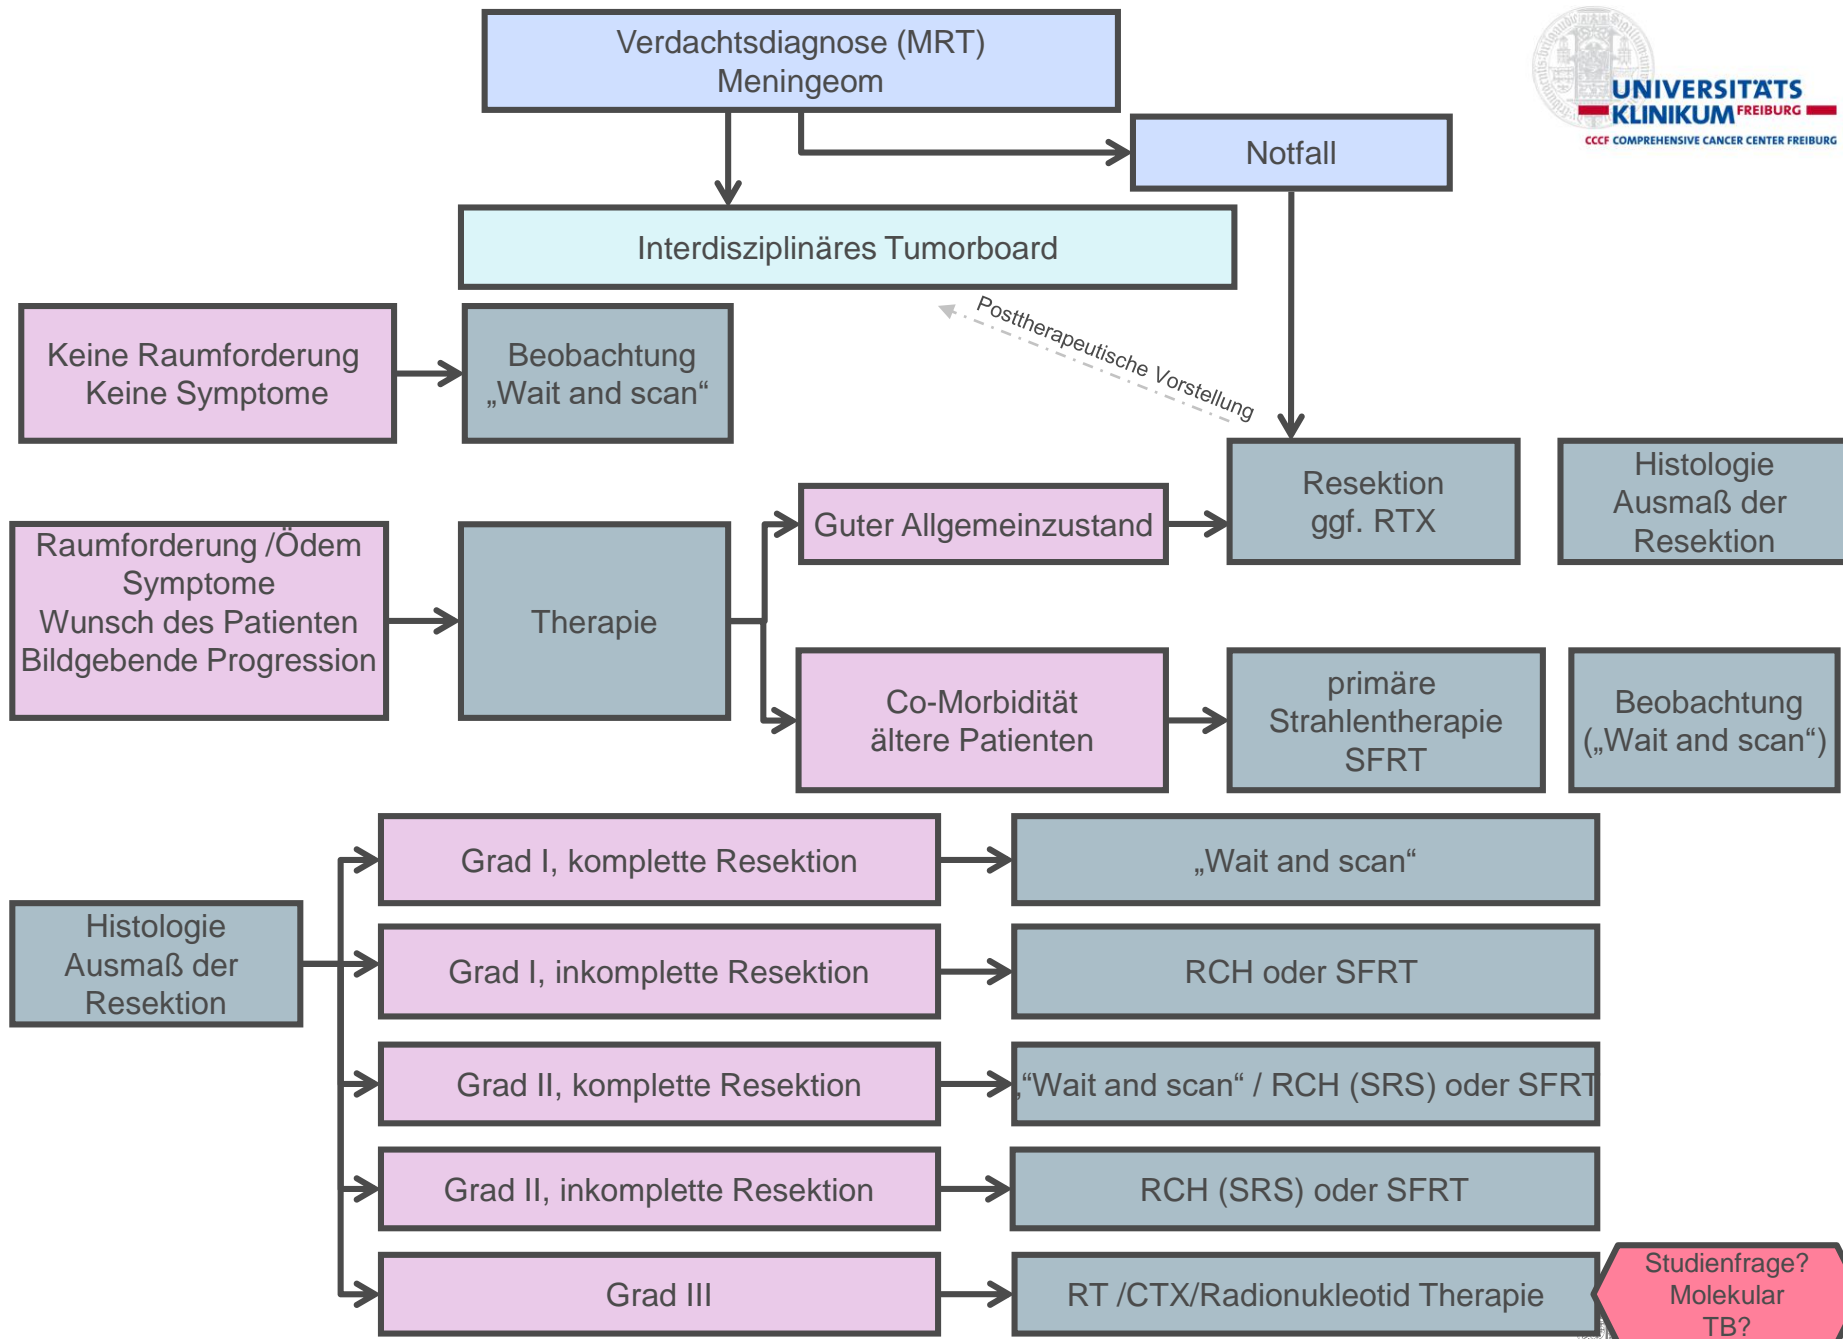 Verdachtsdiagnose (MRT)
Meningeom
UNIVERSITÄTS
KLINIKUM FREIBURG
CCCF COMPREHENSIVE CANCER CENTER FREIBURG
Notfall
Interdisziplinäres Tumorboard
Posttherapeutische Vorstellung
Keine Raumforderung
Keine Symptome
Beobachtung
„Wait and scan“
Raumforderung /Ödem
Symptome
Wunsch des Patienten
Bildgebende Progression
Therapie
Guter Allgemeinzustand
Resektion
ggf. RTX
Histologie
Ausmaß der
Resektion
Co-Morbidität
ältere Patienten
primäre
Strahlentherapie
SFRT
Beobachtung
(„Wait and scan“)
Histologie
Ausmaß der
Resektion
Grad I, komplette Resektion
„Wait and scan“
Grad I, inkomplette Resektion
RCH oder SFRT
Grad II, komplette Resektion
,“Wait and scan“ / RCH (SRS) oder SFRT
Grad II, inkomplette Resektion
RCH (SRS) oder SFRT
Grad III
RT /CTX/Radionukleotid Therapie
Studienfrage?
Molekular
TB?